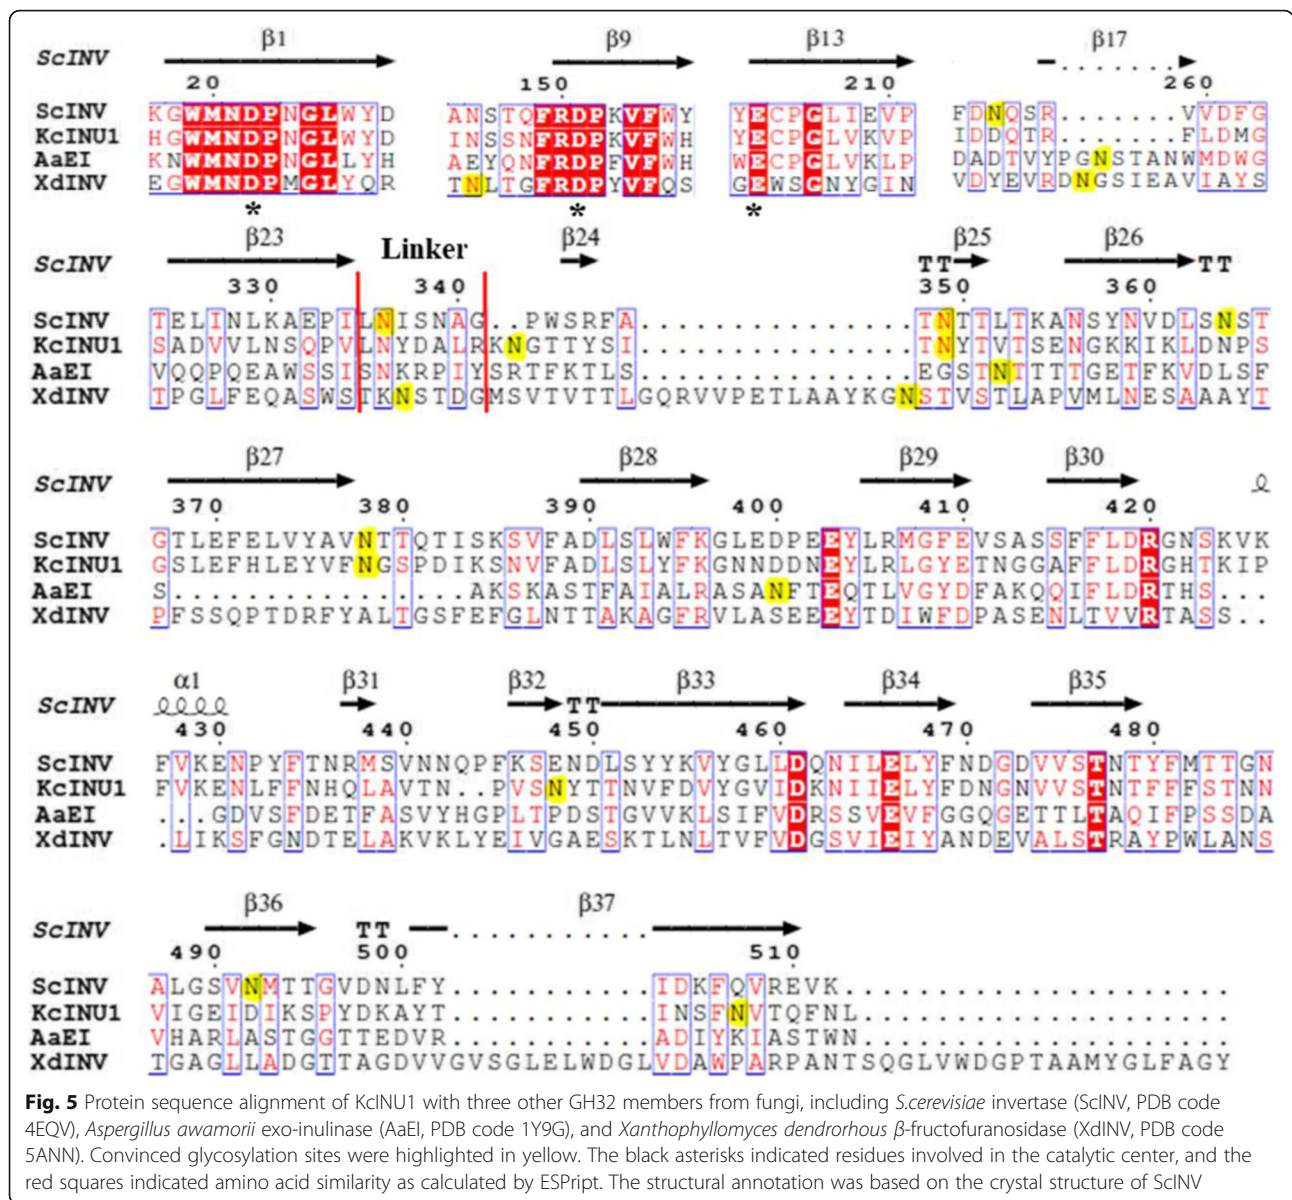 β1 β9 β13 β17
ScINV TT
20 150 210 260
ScINV KGWMNDPNGLWYD ANSTQFRDPKVFWY YECPGLIEVP FDNQSR.......VVDFG
KcINU1 HGWMNDPNGLWYD INSSNFRDPKVFWH YECPGLVEVP IDDQTR.......FLDMG
AaEI KNWMNDPNGLLYH AEYQNFRDPFVFWH WECPGLVKLP DADTVYPGNSTANWMDWG
XdINV EGWMNDPMGLYQR TNLTGFRDPYVFQS GEWSGNYGIN VDYEVRDNGSIEAVIAYS
* * *
β23 Linker β24 β25 β26
ScINV TT TT
330 340 350 360
ScINV TELINLKAEPILNISNAG..PWSRFA...............TNTTLTKANSYNVDLSNST
KcINU1 SADVVLNSQPVLNYDALRKNGTTYSI...............TNYTVTSENGKKIKLDNPS
AaEI VQQPQEAWSSISNKRPIYSRTFKTLS...............EGSTNTTTTGETFKVDLSF
XdINV TPGLFEQASWSTKNSTDGMSVTVTTLGQRVVPETLAAYKGNSTVSTLAPVMLNESAAAYT
β27 β28 β29 β30
ScINV
370 380 390 400 410 420
ScINV GTLEFELVYAVNTTQTISKSVFADLSLWFKGLEDPEEYLRMGFEVSASSFFLDRGNSKVK
KcINU1 GSLEFHLEYVFNGSPDIKSNVFADLSLYFKGNNDDNEYLRLGYETNGGAFFLDRGHTKIP
AaEI S................AKSKASTFAIALRASANFTEQTLVGYDFAKQQIFLDRTHS...
XdINV PFSSQPTDRFYALTGSFEFGLNTTAKAGFRVLASEEEYTDIWFDPASENLTVVRTASS..
α1 β31 β32 β33 β34 β35
ScINV TT
430 440 450 460 470 480
ScINV FVKENPYFTNRMSVNNQPFKSENDLSYYKVYGLLDQNILELYFNDGDVVSTNTYFMTTGN
KcINU1 FVKENLFFNHQLAVTN..PVSNYTTNVFDVYGVIDKNIIELYFDNGNVVSTNTFFFSTNN
AaEI ...GDVSFDETFASVYHGPLTPDSTGVVKLSIFVDRSSVEVFGGQGETTLTAQIFPSSDA
XdINV .LIKSFGNDTELAKVKLYEIVGAESKTLNLTVFVDGSVIEIYANDEVALSTRAYPWLANS
β36 β37
ScINV TT
490 500 510
ScINV ALGSVNMTTGVDNLFY...........IDKFQVREVK.....................
KcINU1 VIGEIDIKSPYDKAYT...........INSFNVTQFNL....................
AaEI VHARLASTGGTTEDVR...........ADIYKIASTWN....................
XdINV TGAGLLADGTTAGDVVGVSGLELWDGLVDAWPARPANTSQGLVWDGPTAAMYGLFAGY
Fig. 5 Protein sequence alignment of KcINU1 with three other GH32 members from fungi, including S.cerevisiae invertase (ScINV, PDB code
4EQV), Aspergillus awamorii exo-inulinase (AaEI, PDB code 1Y9G), and Xanthophyllomyces dendrorhous β-fructofuranosidase (XdINV, PDB code
5ANN). Convinced glycosylation sites were highlighted in yellow. The black asterisks indicated residues involved in the catalytic center, and the
red squares indicated amino acid similarity as calculated by ESPript. The structural annotation was based on the crystal structure of ScINV